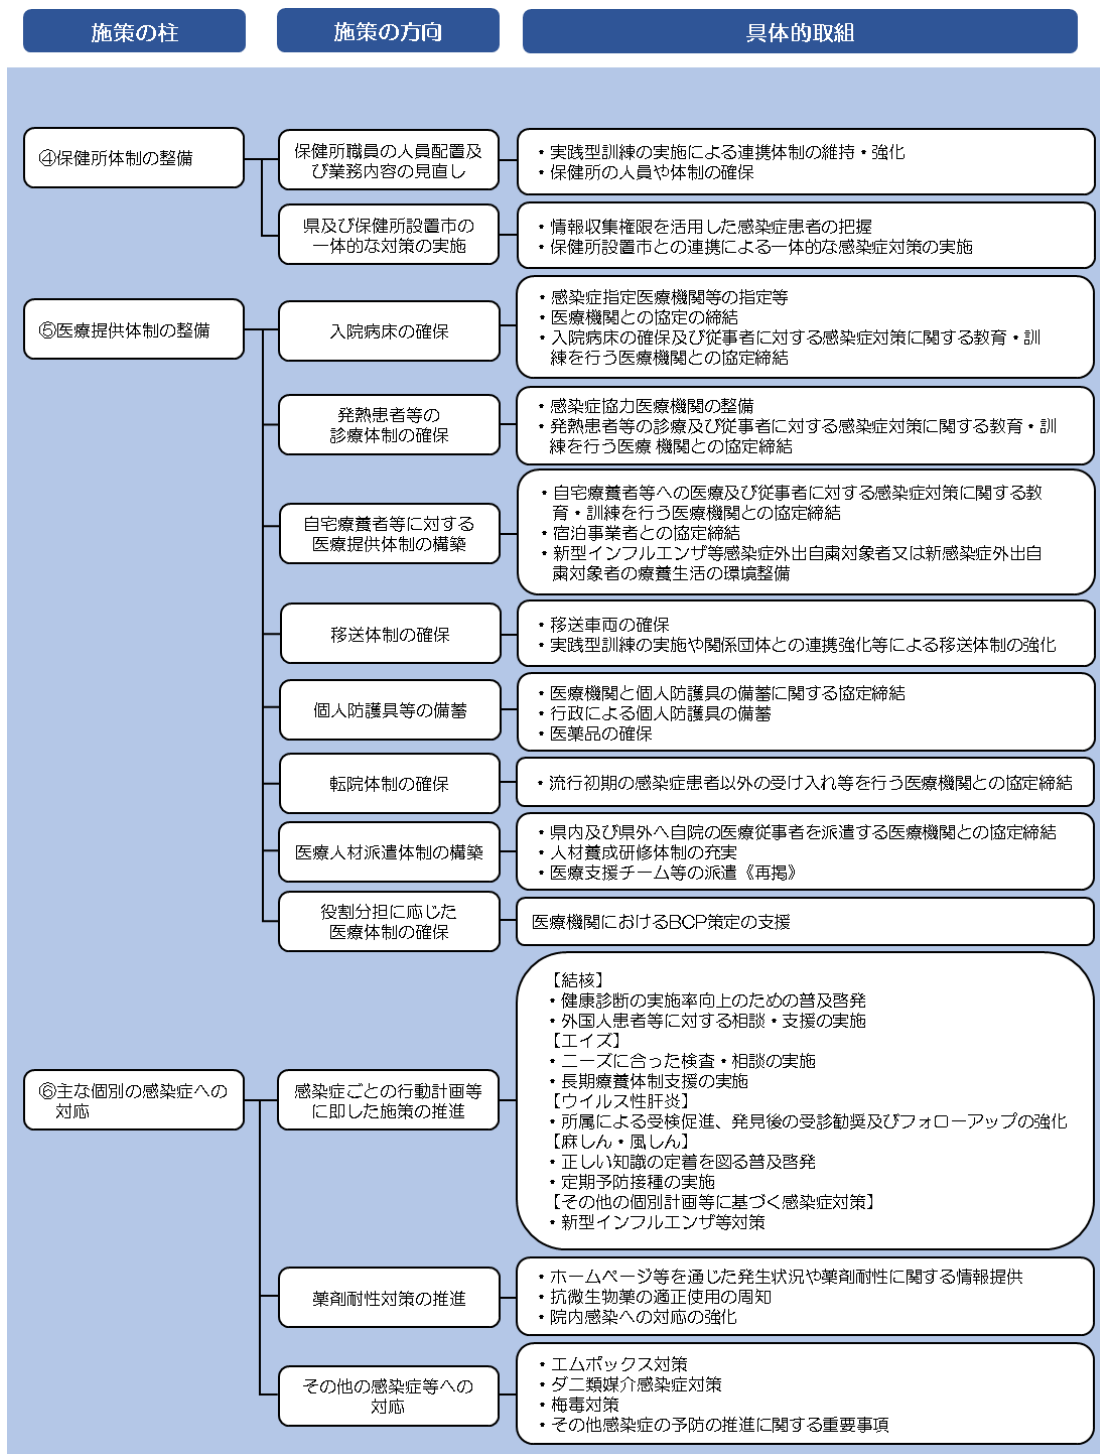 施策の柱
施策の方向
具体的取組
④保健所体制の整備
保健所職員の人員配置及
び業務内容の見直し
・実践型訓練の実施による連携体制の維持・強化
・保健所の人員や体制の確保
県及び保健所設置市の
一体的な対策の実施
・情報収集権限を活用した感染症患者の把握
・保健所設置市との連携による一体的な感染症対策の実施
⑤医療提供体制の整備
入院病床の確保
・感染症指定医療機関等の指定等
・医療機関との協定の締結
・入院病床の確保及び従事者に対する感染症対策に関する教育・訓
練を行う医療機関との協定締結
発熱患者等の
診療体制の確保
・感染症協力医療機関の整備
・発熱患者等の診療及び従事者に対する感染症対策に関する教育・訓
練を行う医療 機関との協定締結
自宅療養者等に対する
医療提供体制の構築
・自宅療養者等への医療及び従事者に対する感染症対策に関する教
育・訓練を行う医療機関との協定締結
・宿泊事業者との協定締結
・新型インフルエンザ等感染症外出自粛対象者又は新感染症外出自
粛対象者の療養生活の環境整備
移送体制の確保
・移送車両の確保
・実践型訓練の実施や関係団体との連携強化等による移送体制の強化
個人防護具等の備蓄
・医療機関と個人防護具の備蓄に関する協定締結
・行政による個人防護具の備蓄
・医薬品の確保
転院体制の確保
・流行初期の感染症患者以外の受け入れ等を行う医療機関との協定締結
医療人材派遣体制の構築
・県内及び県外へ自院の医療従事者を派遣する医療機関との協定締結
・人材養成研修体制の充実
・医療支援チーム等の派遣《再掲》
役割分担に応じた
医療体制の確保
医療機関におけるBCP策定の支援
⑥主な個別の感染症への
対応
感染症ごとの行動計画等
に即した施策の推進
【結核】
・健康診断の実施率向上のための普及啓発
・外国人患者等に対する相談・支援の実施
【エイズ】
・ニーズに合った検査・相談の実施
・長期療養体制支援の実施
【ウイルス性肝炎】
・所属による受検促進、発見後の受診勧奨及びフォローアップの強化
【麻しん・風しん】
・正しい知識の定着を図る普及啓発
・定期予防接種の実施
【その他の個別計画等に基づく感染症対策】
・新型インフルエンザ等対策
薬剤耐性対策の推進
・ホームページ等を通じた発生状況や薬剤耐性に関する情報提供
・抗微生物薬の適正使用の周知
・院内感染への対応の強化
その他の感染症等への
対応
・エムポックス対策
・ダニ類媒介感染症対策
・梅毒対策
・その他感染症の予防の推進に関する重要事項